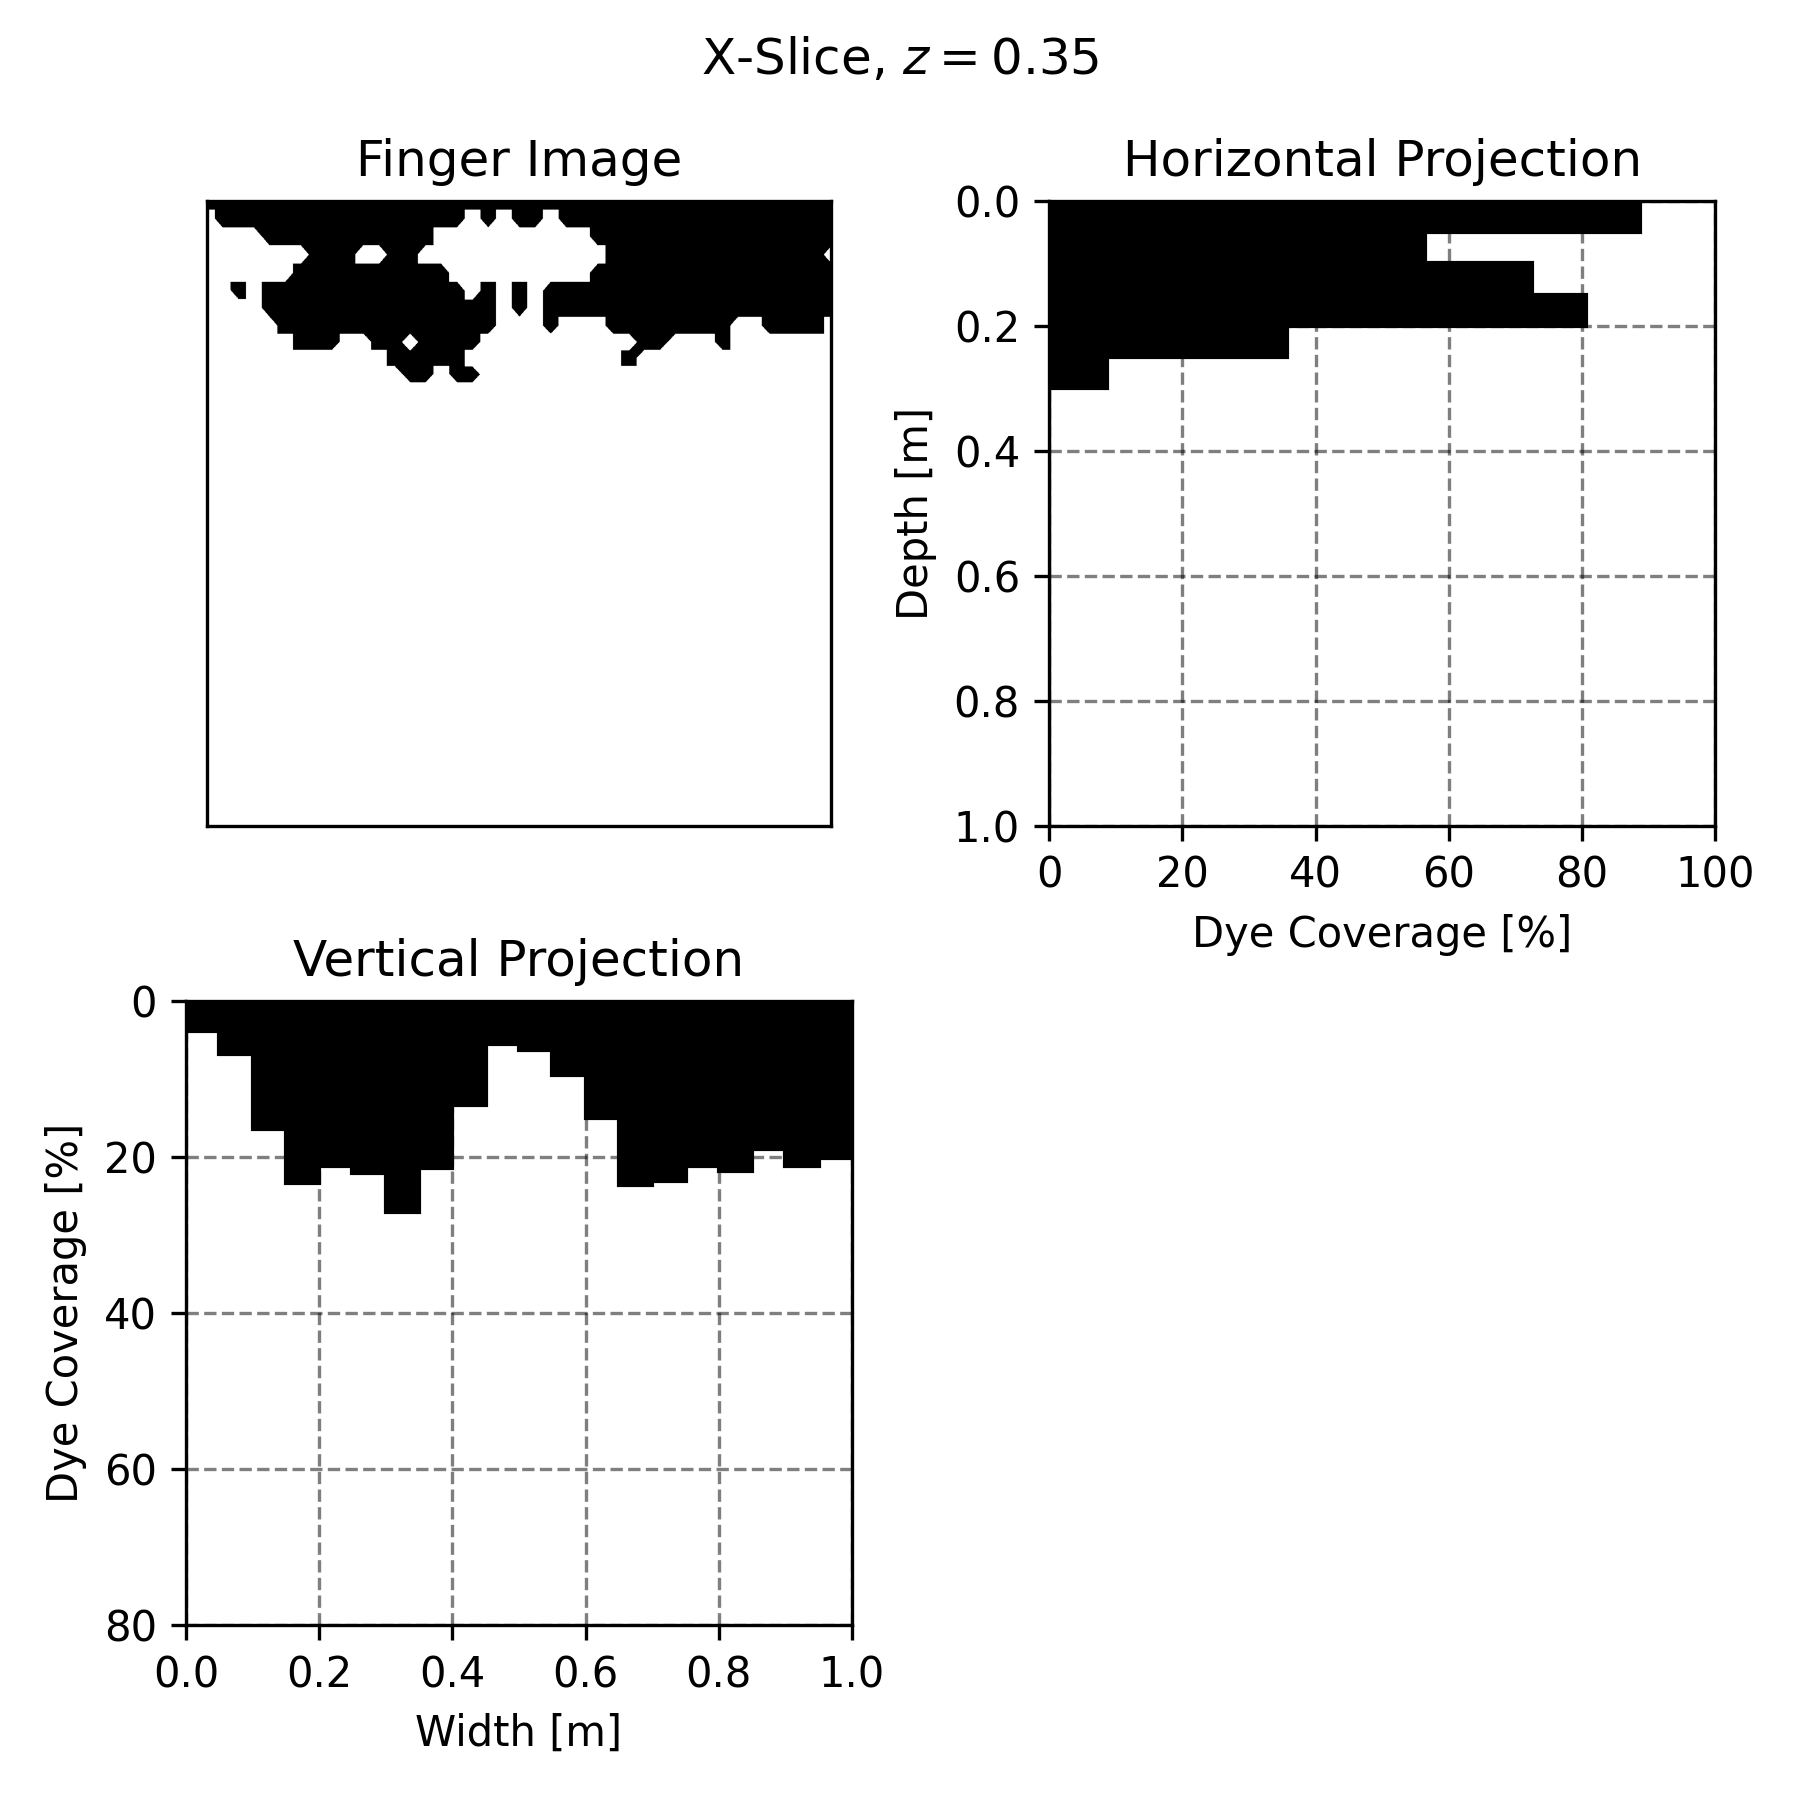 X-Slice, z = 0.35
Finger Image
Horizontal Projection
0.0
0.2
0.4
0.6
0.8
1.0
Depth [m]
0 20 40 60 80 100
Dye Coverage [%]
Vertical Projection
0
20
40
60
80
Dye Coverage [%]
0.0 0.2 0.4 0.6 0.8 1.0
Width [m]